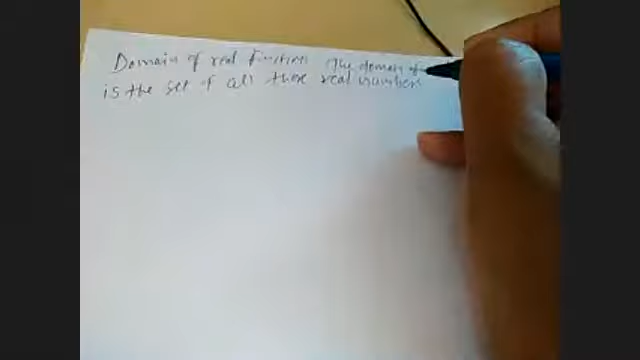 Domain of real function The domain of
is the set of all those real numbers